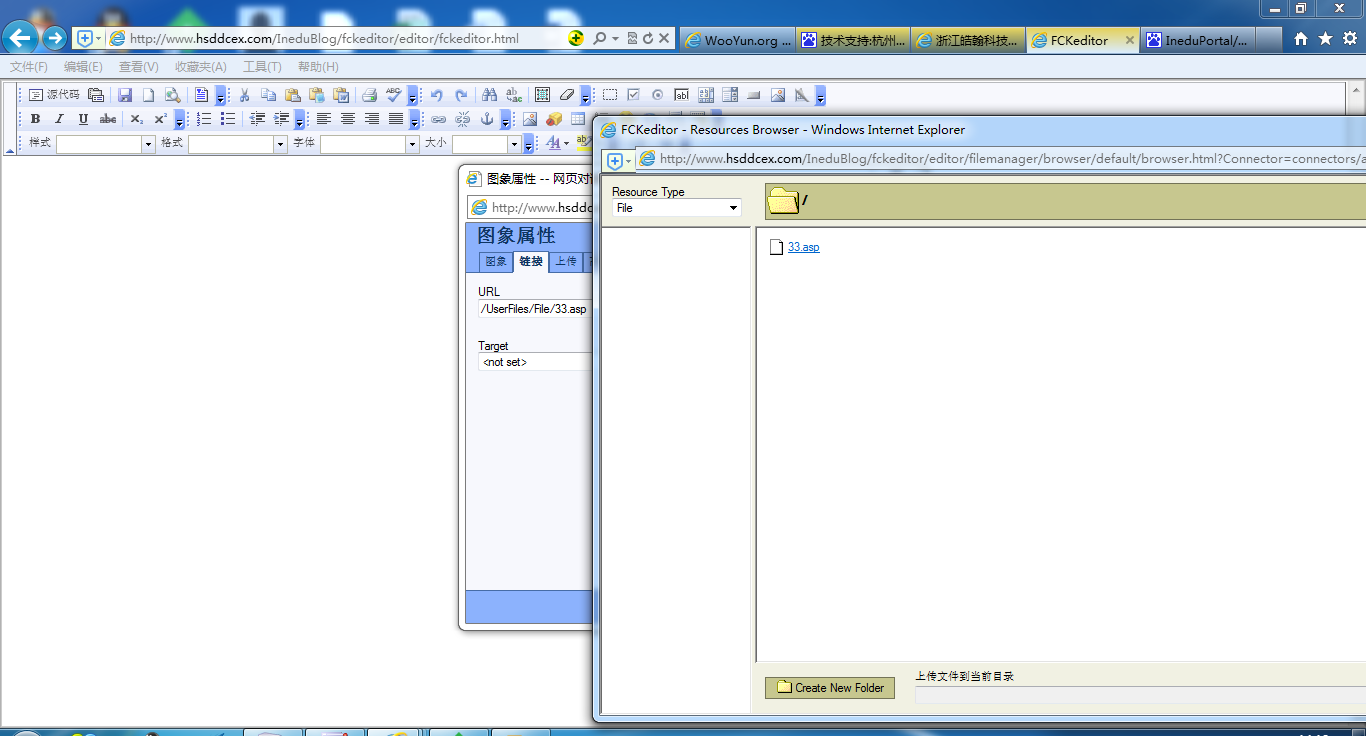 http://www.hsddcex.com/IneduBlog/fckeditor/editor/fckeditor.html
WooYun.org ...
技术支持:杭州...
浙江皓翰科技...
FCKeditor
IneduPortal/...
文件(F) 编辑(E) 查看(V) 收藏夹(A) 工具(T) 帮助(H)
源代码
样式 格式 字体 大小
FCKeditor - Resources Browser - Windows Internet Explorer
http://www.hsddcex.com/IneduBlog/fckeditor/editor/filemanager/browser/default/browser.html?Connector=connectors/a
Resource Type
File
/
33.asp
Create New Folder
上传文件到当前目录
图象属性 -- 网页对
http://www.hsddc
图象属性
图象 链接 上传
URL
/UserFiles/File/33.asp
Target
<not set>